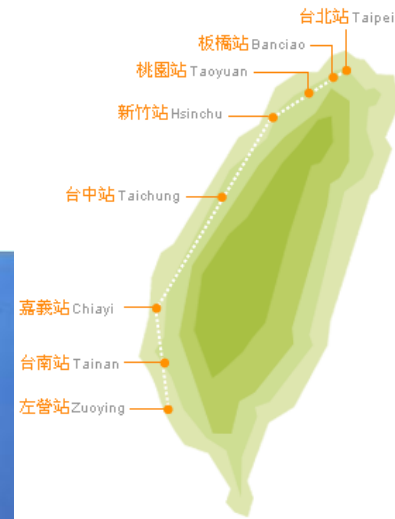 台北站 Taipei
板橋站 Banciao
桃園站 Taoyuan
新竹站 Hsinchu
台中站 Taichung
嘉義站 Chiayi
台南站 Tainan
左營站 Zuoying